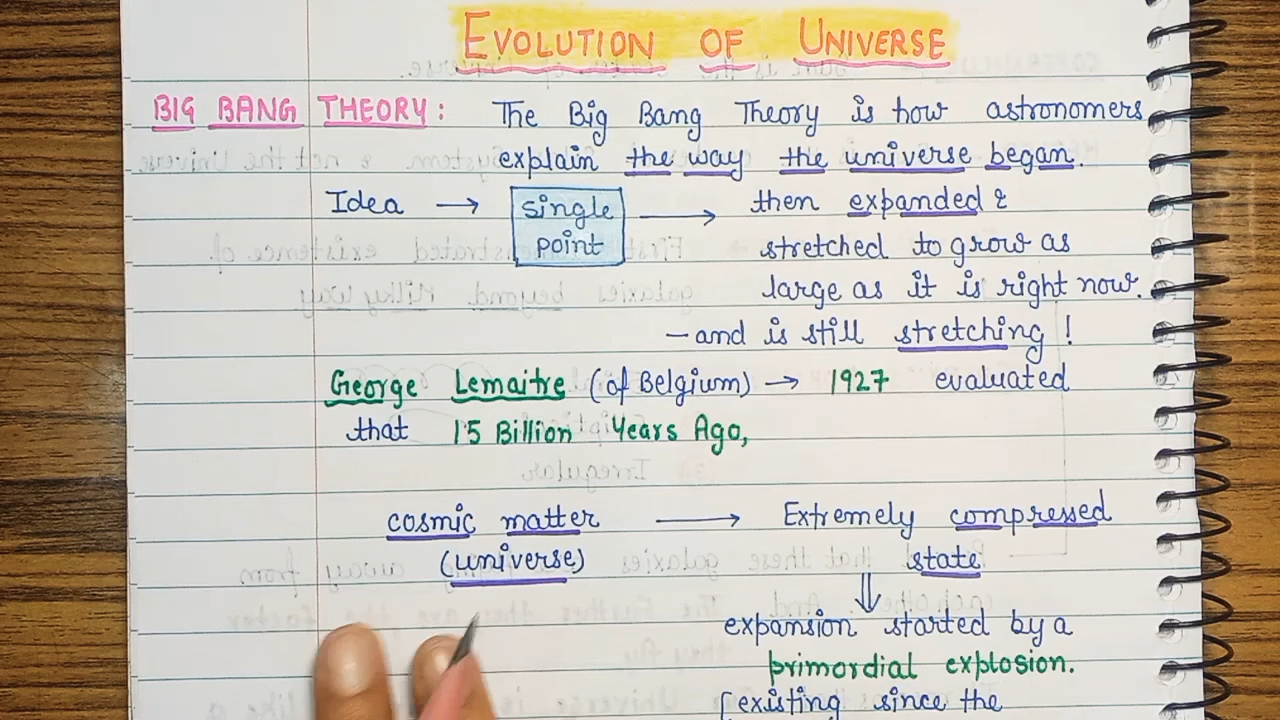 EVOLUTION OF UNIVERSE
BIG BANG THEORY: The Big Bang Theory is how astronomers
explain the way the universe began.
Idea → single point → then expanded &
stretched to grow as
large as it is right now.
- and is still stretching!
George Lemaitre (of Belgium) → 1927 evaluated
that 15 Billion Years Ago,
cosmic matter (universe) → Extremely compressed
state
⇓
expansion started by a
primordial explosion.
[existing since the